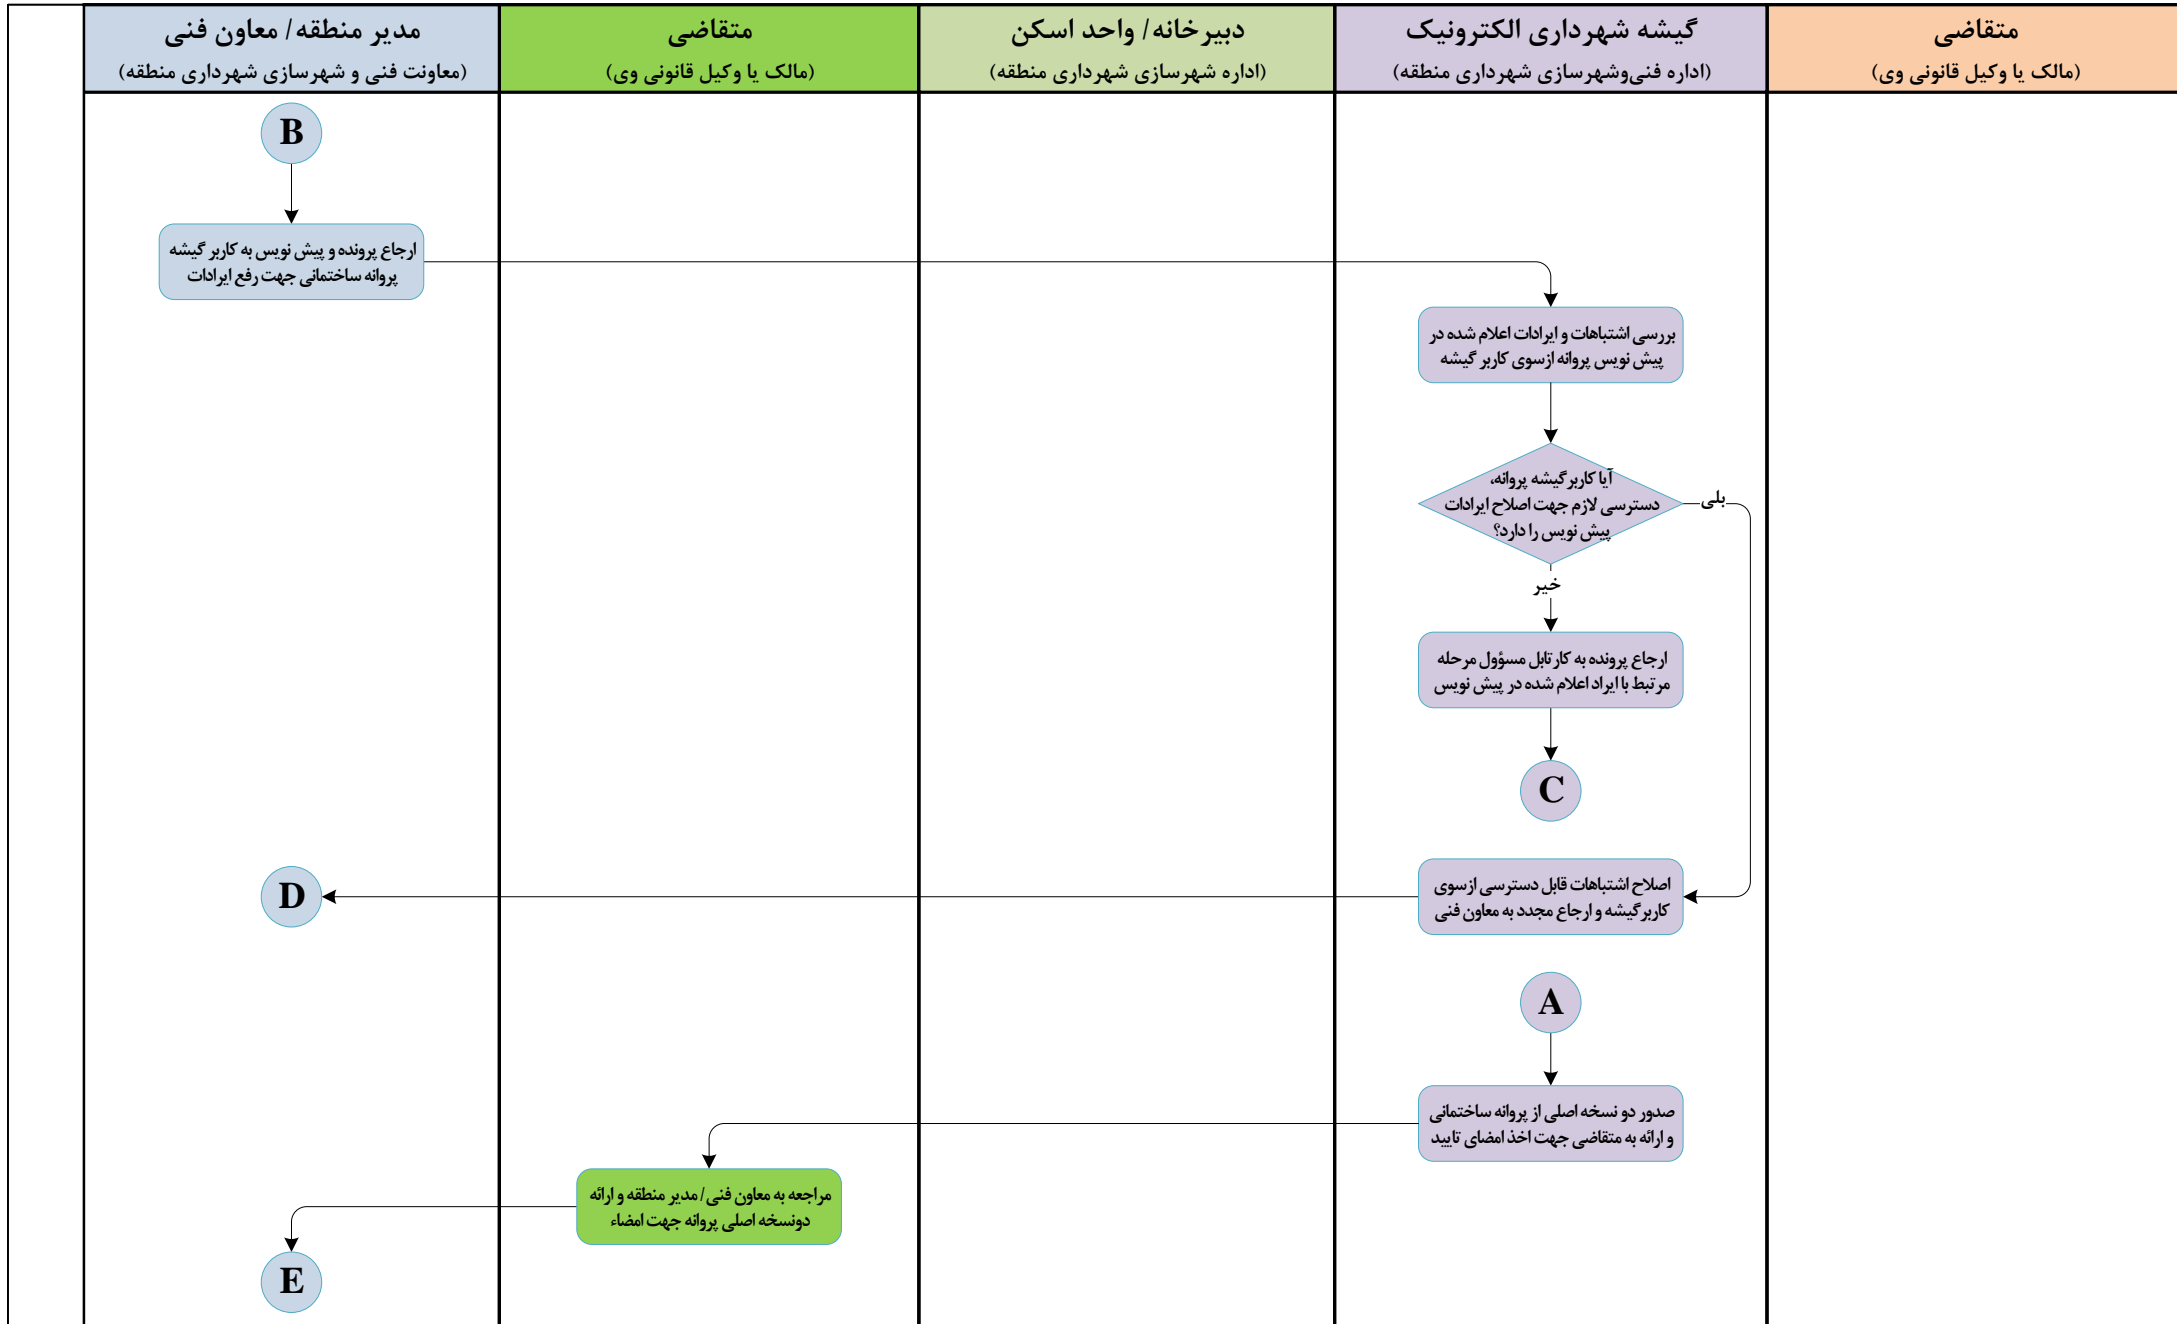 متقاضی
(مالک یا وکیل قانونی وی)
گیشه شهرداری الکترونیک
(اداره فنی‌وشهرسازی شهرداری منطقه)
دبیرخانه/ واحد اسکن
(اداره شهرسازی شهرداری منطقه)
متقاضی
(مالک یا وکیل قانونی وی)
مدیر منطقه/ معاون فنی
(معاونت فنی و شهرسازی شهرداری منطقه)
B
ارجاع پرونده و پیش نویس به کاربر گیشه
پروانه ساختمانی جهت رفع ایرادات
بررسی اشتباهات و ایرادات اعلام شده در
پیش نویس پروانه ازسوی کاربر گیشه
آیا کاربرگیشه پروانه،
دسترسی لازم جهت اصلاح ایرادات
پیش نویس را دارد؟
بلی
خیر
ارجاع پرونده به کارتابل مسؤول مرحله
مرتبط با ایراد اعلام شده در پیش نویس
C
اصلاح اشتباهات قابل دسترسی ازسوی
کاربرگیشه و ارجاع مجدد به معاون فنی
D
A
صدور دو نسخه اصلی از پروانه ساختمانی
و ارائه به متقاضی جهت اخذ امضای تایید
مراجعه به معاون فنی/ مدیر منطقه و ارائه
دونسخه اصلی پروانه جهت امضاء
E